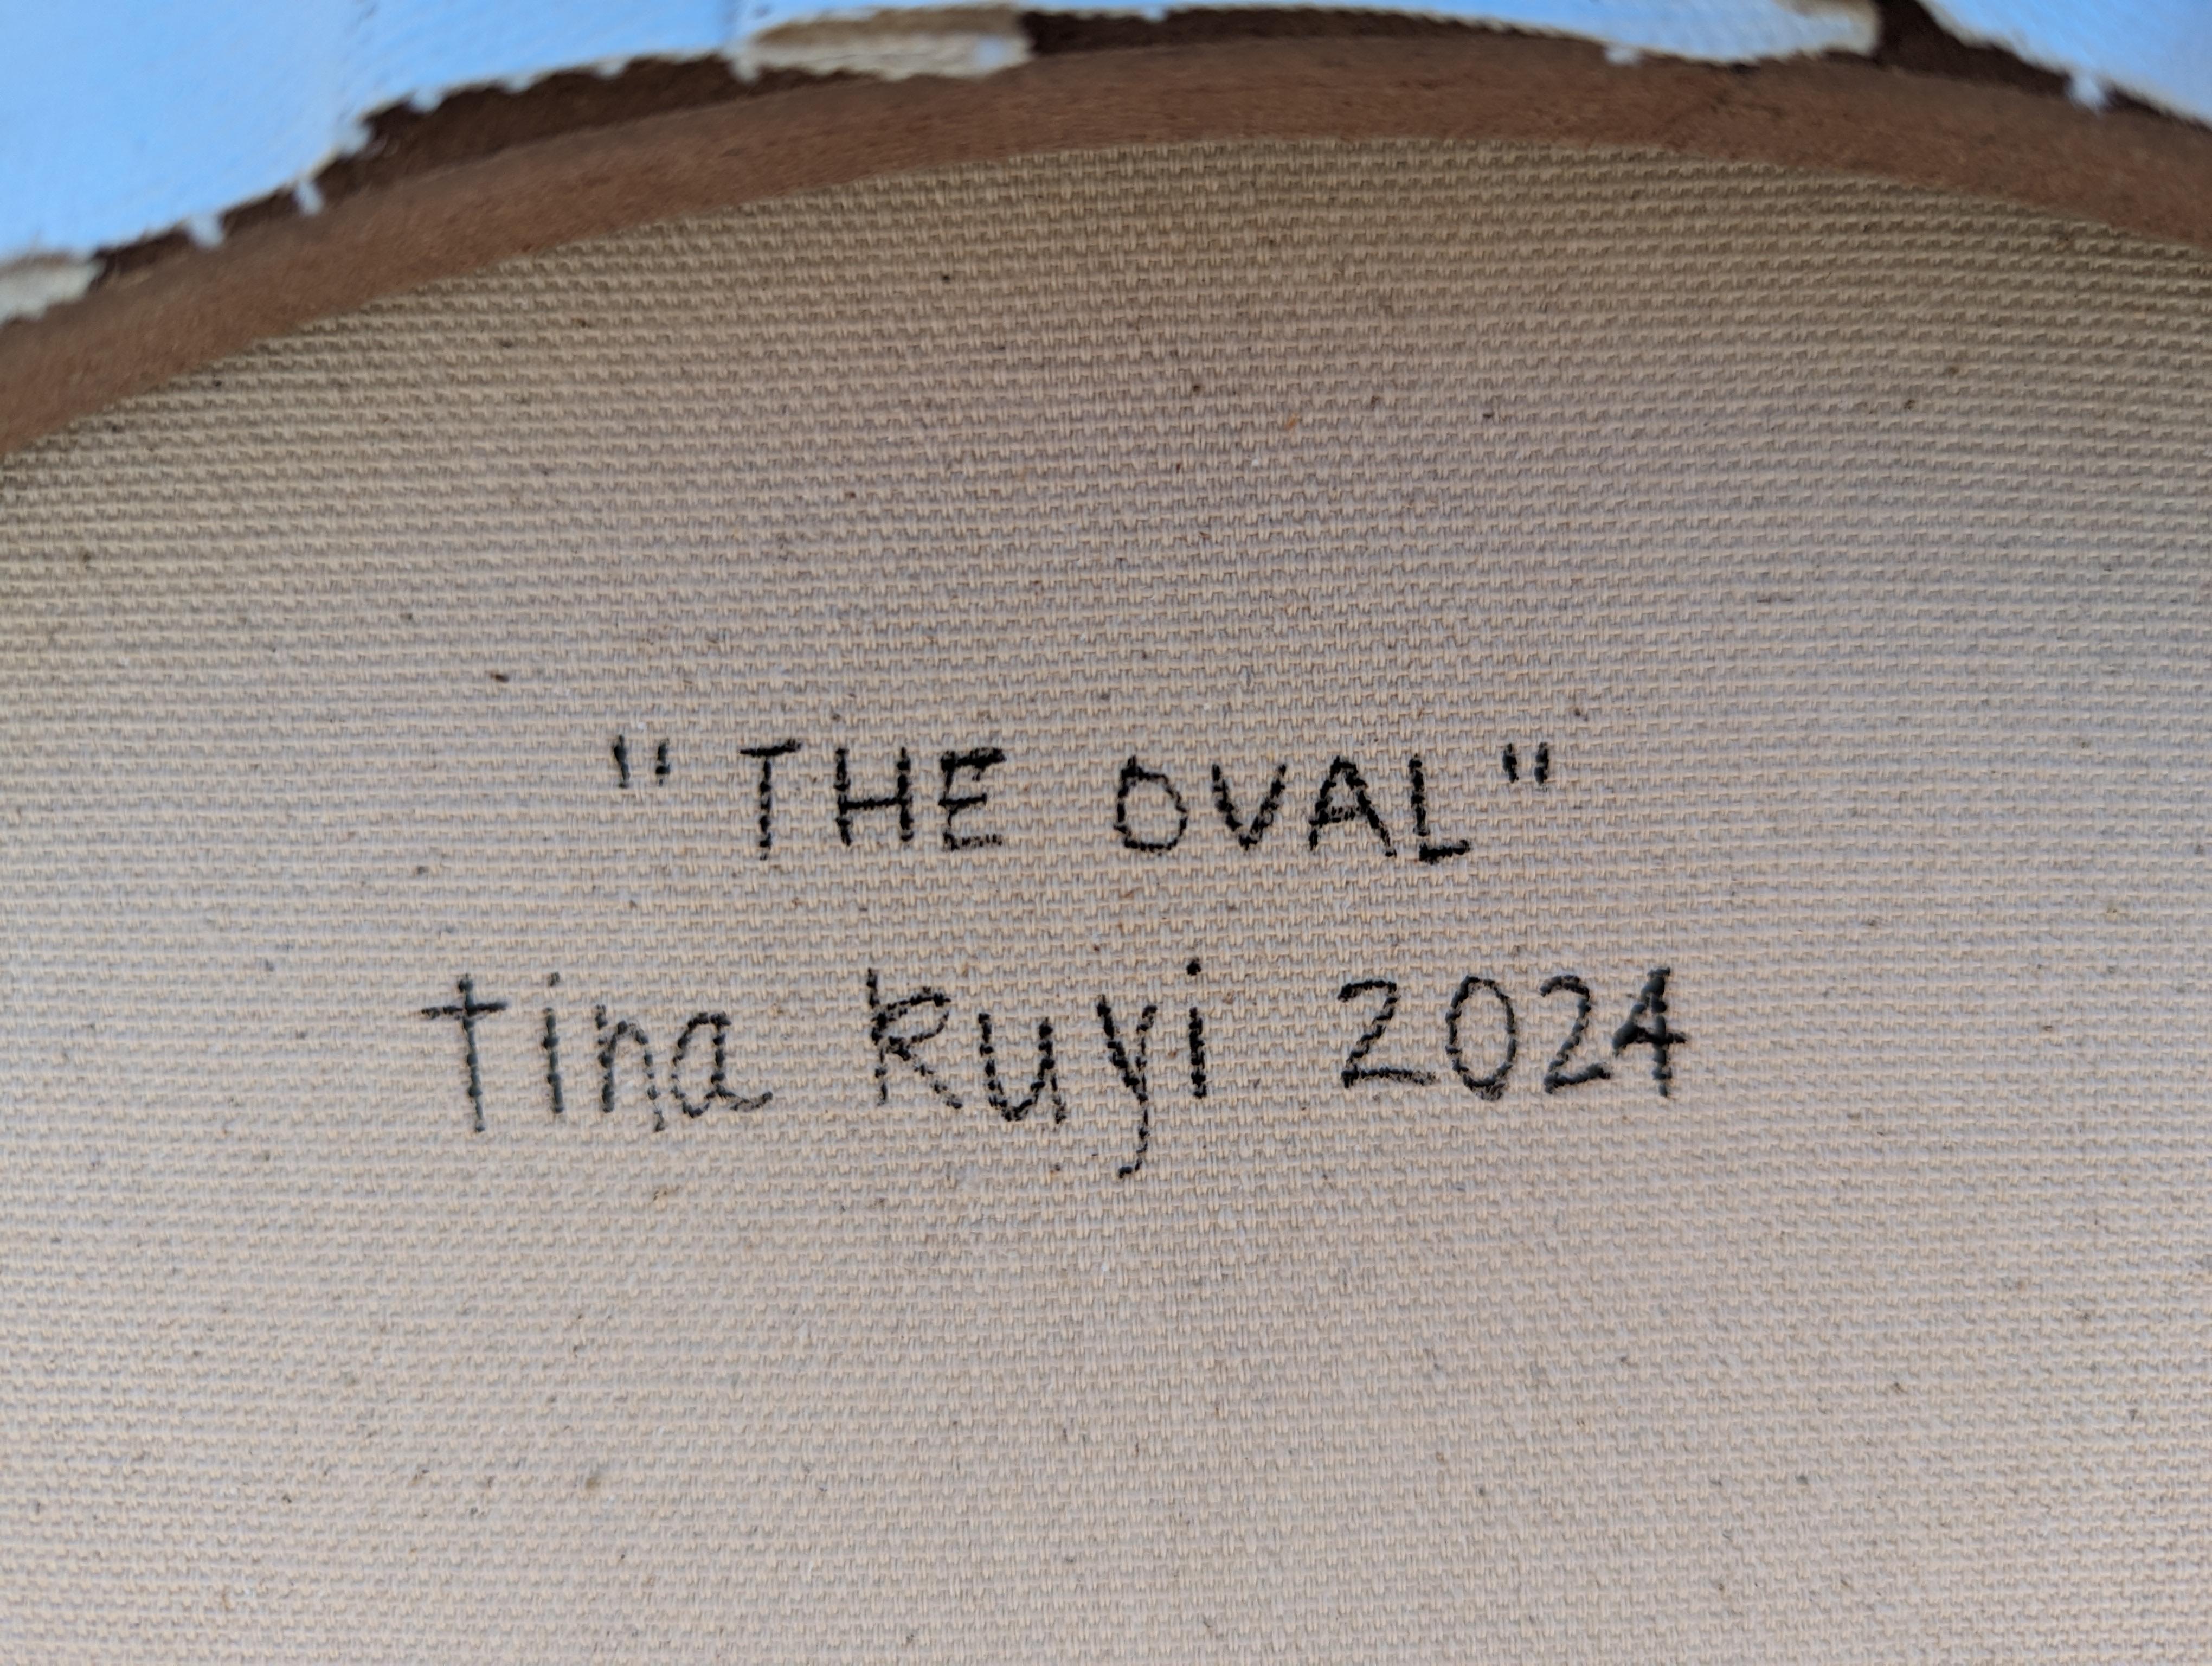 "THE OVAL"
tina kuyi 2024